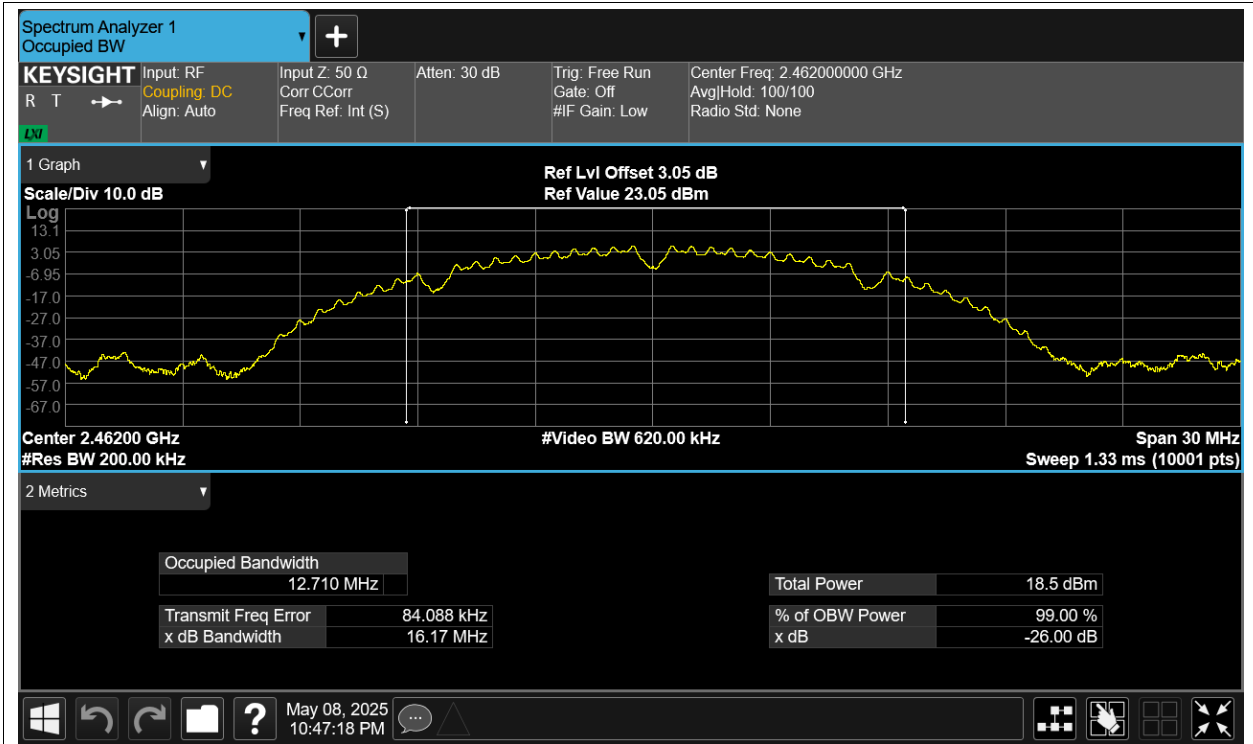 Spectrum Analyzer 1
Occupied BW
KEYSIGHT
R T
LXI
Input: RF
Coupling: DC
Align: Auto
Input Z: 50 Ω
Corr CCorr
Freq Ref: Int (S)
Atten: 30 dB
Trig: Free Run
Gate: Off
#IF Gain: Low
Center Freq: 2.462000000 GHz
Avg|Hold: 100/100
Radio Std: None
1 Graph
Scale/Div 10.0 dB
Ref Lvl Offset 3.05 dB
Ref Value 23.05 dBm
Log
13.1
3.05
-6.95
-17.0
-27.0
-37.0
-47.0
-57.0
-67.0
Center 2.46200 GHz
#Video BW 620.00 kHz
Span 30 MHz
#Res BW 200.00 kHz
Sweep 1.33 ms (10001 pts)
2 Metrics
Occupied Bandwidth
12.710 MHz
Total Power 18.5 dBm
Transmit Freq Error 84.088 kHz
% of OBW Power 99.00 %
x dB Bandwidth 16.17 MHz
x dB -26.00 dB
?
May 08, 2025
10:47:18 PM